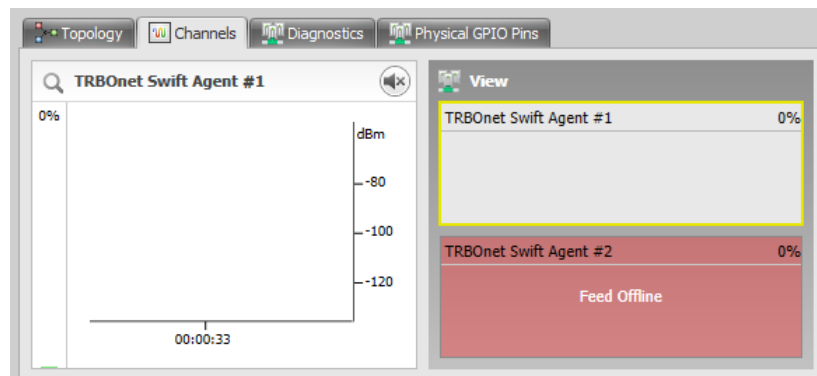 Topology Channels Diagnostics Physical GPIO Pins
TRBOnet Swift Agent #1
0%
dBm
-80
-100
-120
00:00:33
View
TRBOnet Swift Agent #1 0%
TRBOnet Swift Agent #2 0%
Feed Offline